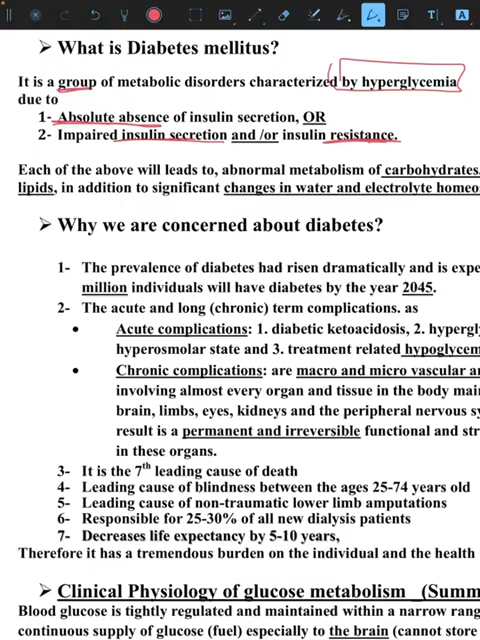 ➢ What is Diabetes mellitus?
It is a group of metabolic disorders characterized by hyperglycemia
due to
1- Absolute absence of insulin secretion, OR
2- Impaired insulin secretion and /or insulin resistance.
Each of the above will leads to, abnormal metabolism of carbohydrates,
lipids, in addition to significant changes in water and electrolyte homeo
➢ Why we are concerned about diabetes?
1- The prevalence of diabetes had risen dramatically and is expe
million individuals will have diabetes by the year 2045.
2- The acute and long (chronic) term complications. as
• Acute complications: 1. diabetic ketoacidosis, 2. hypergl
hyperosmolar state and 3. treatment related hypoglycem
• Chronic complications: are macro and micro vascular a
involving almost every organ and tissue in the body mai
brain, limbs, eyes, kidneys and the peripheral nervous sy
result is a permanent and irreversible functional and str
in these organs.
3- It is the 7th leading cause of death
4- Leading cause of blindness between the ages 25-74 years old
5- Leading cause of non-traumatic lower limb amputations
6- Responsible for 25-30% of all new dialysis patients
7- Decreases life expectancy by 5-10 years,
Therefore it has a tremendous burden on the individual and the health
➢ Clinical Physiology of glucose metabolism (Summ
Blood glucose is tightly regulated and maintained within a narrow rang
continuous supply of glucose (fuel) especially to the brain (cannot store